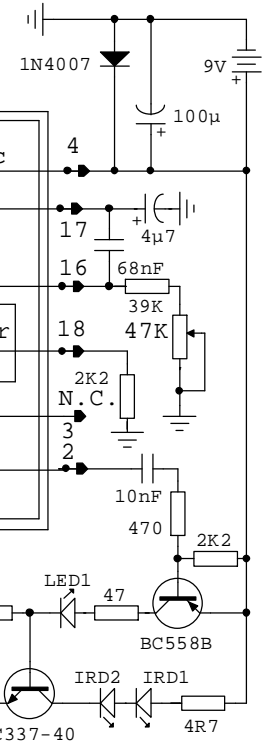 1N4007
9V
+
100µ
+
c
4
17
+
4µ7
16
68nF
39K
47K
r
18
2K2
N.C.
3
2
10nF
470
2K2
LED1
47
BC558B
IRD2
IRD1
4R7
C337-40